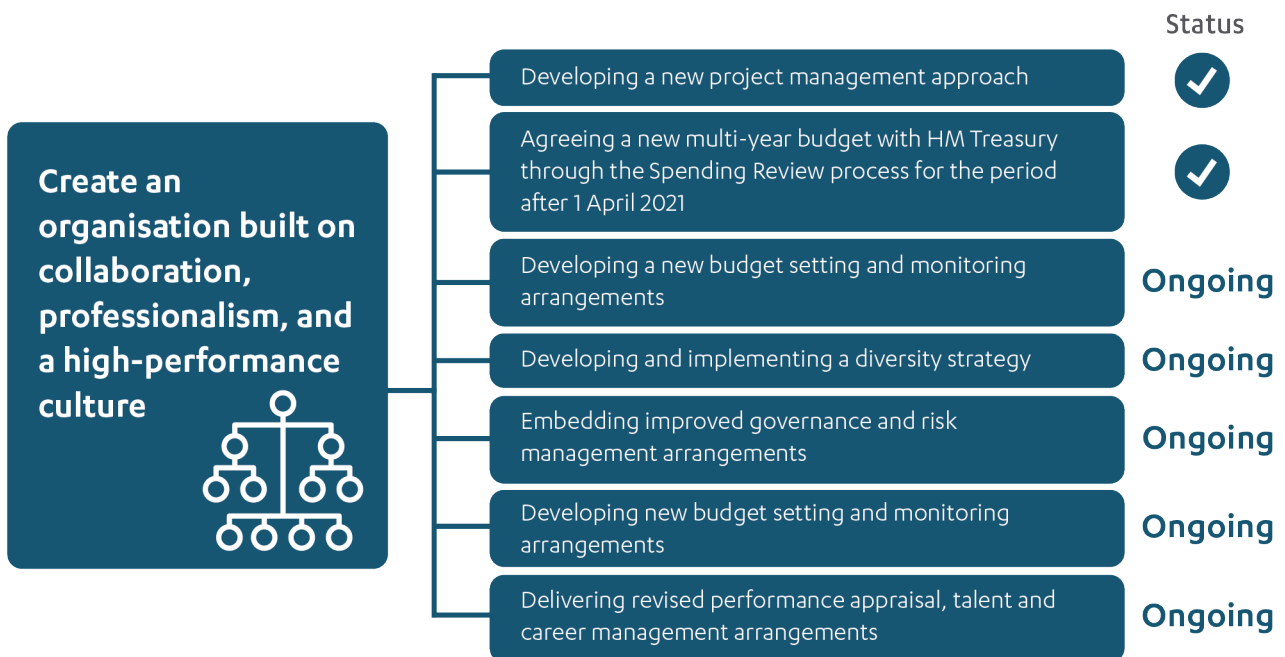 Status
Create an
organisation built on
collaboration,
professionalism, and
a high-performance
culture
Developing a new project management approach
Agreeing a new multi-year budget with HM Treasury
through the Spending Review process for the period
after 1 April 2021
Developing a new budget setting and monitoring
arrangements
Ongoing
Developing and implementing a diversity strategy
Ongoing
Embedding improved governance and risk
management arrangements
Ongoing
Developing new budget setting and monitoring
arrangements
Ongoing
Delivering revised performance appraisal, talent and
career management arrangements
Ongoing